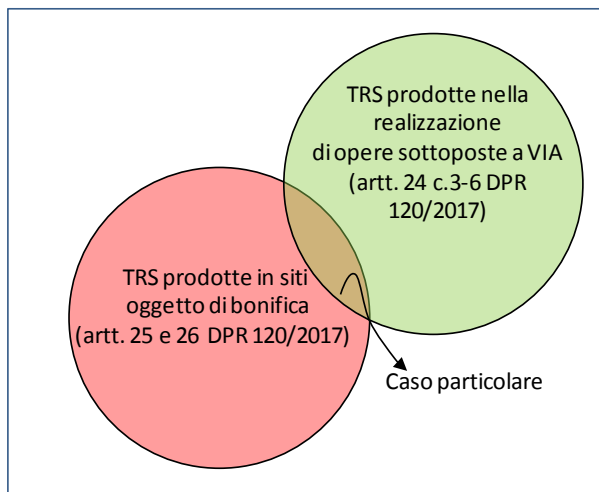 TRS prodotte nella
realizzazione
di opere sottoposte a VIA
(artt. 24 c.3-6 DPR
120/2017)
TRS prodotte in siti
oggetto di bonifica
(artt. 25 e 26 DPR 120/2017)
Caso particolare